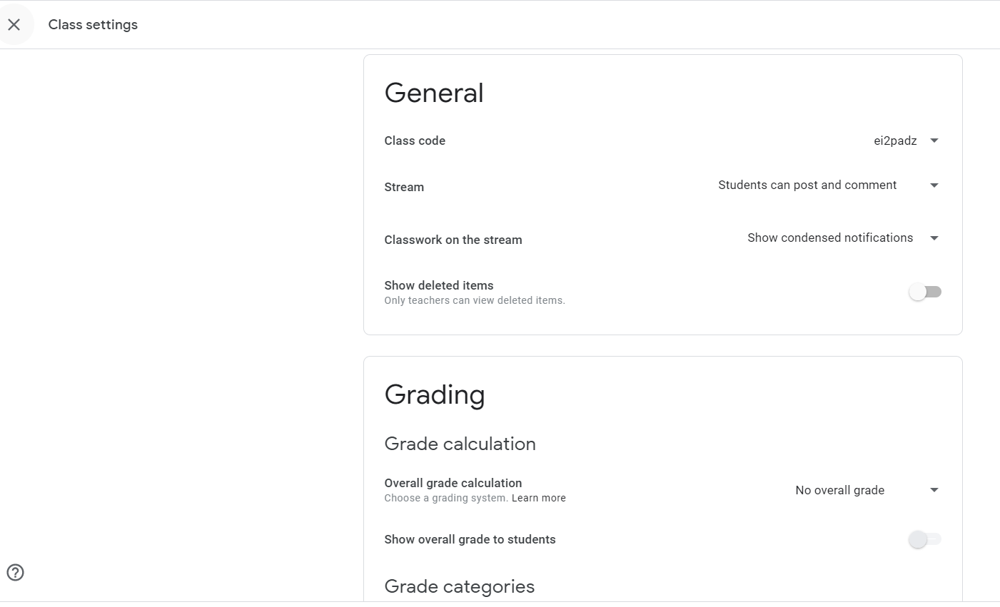 Class settings
General
Class code
ei2padz
Stream
Students can post and comment
Classwork on the stream
Show condensed notifications
Show deleted items
Only teachers can view deleted items.
Grading
Grade calculation
Overall grade calculation
Choose a grading system. Learn more
No overall grade
Show overall grade to students
Grade categories